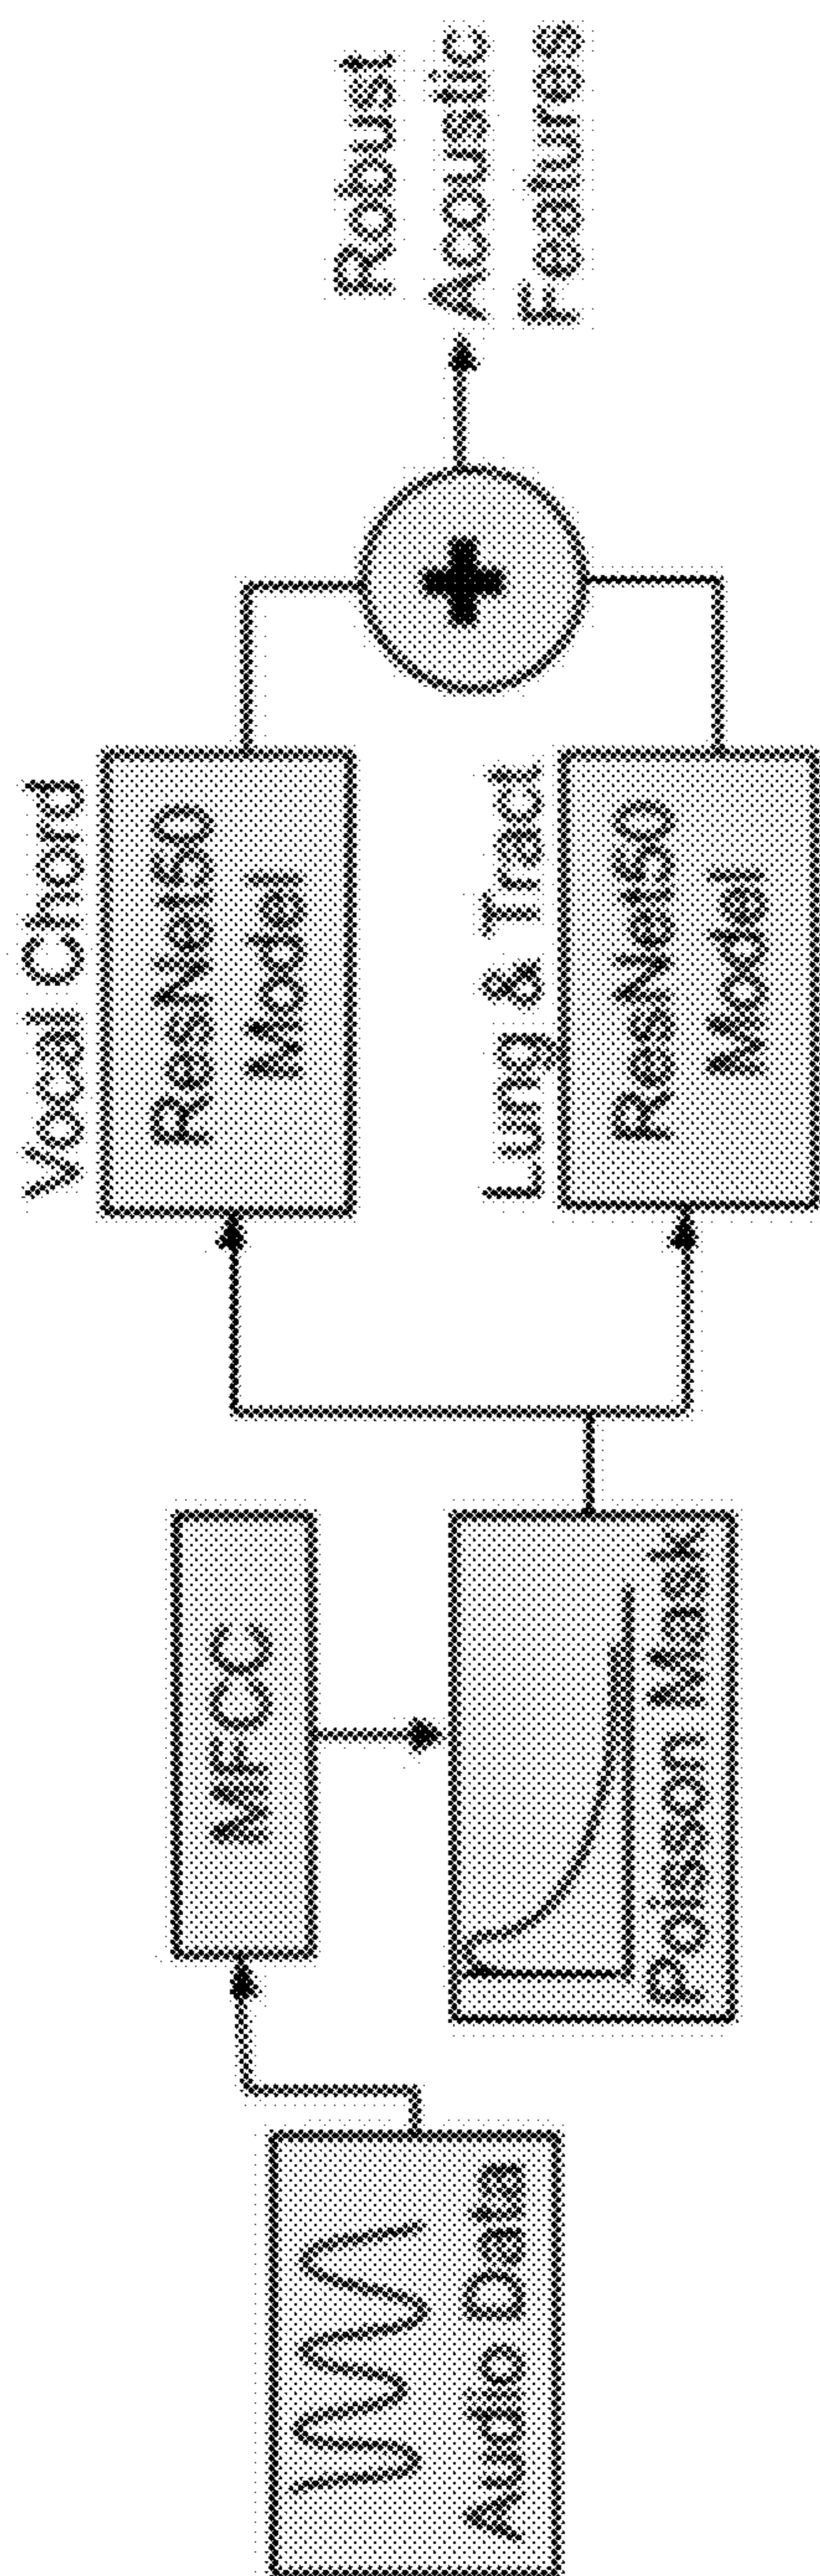 Audio Data
MFCC
Poisson Mask
Vocal Chord
ResNet50
Model
Lung & Tract
ResNet50
Model
Robust
Acoustic
Features